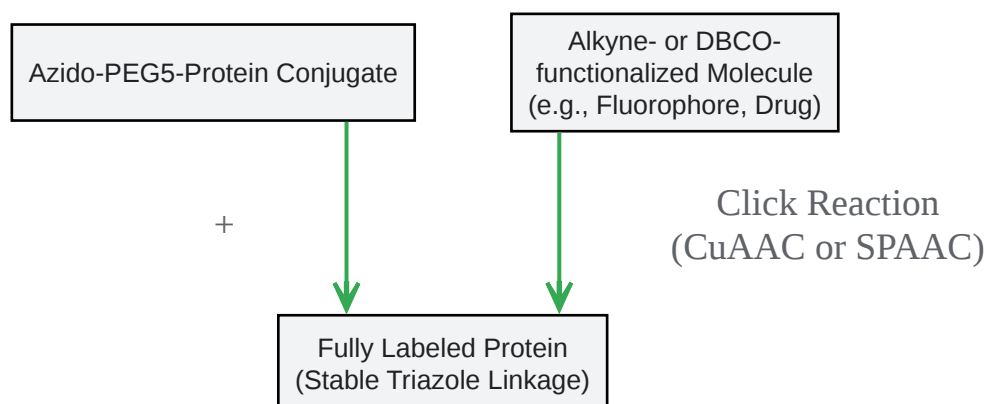 Azido-PEG5-Protein Conjugate
Alkyne- or DBCO-
functionalized Molecule
(e.g., Fluorophore, Drug)
+
Click Reaction
(CuAAC or SPAAC)
Fully Labeled Protein
(Stable Triazole Linkage)